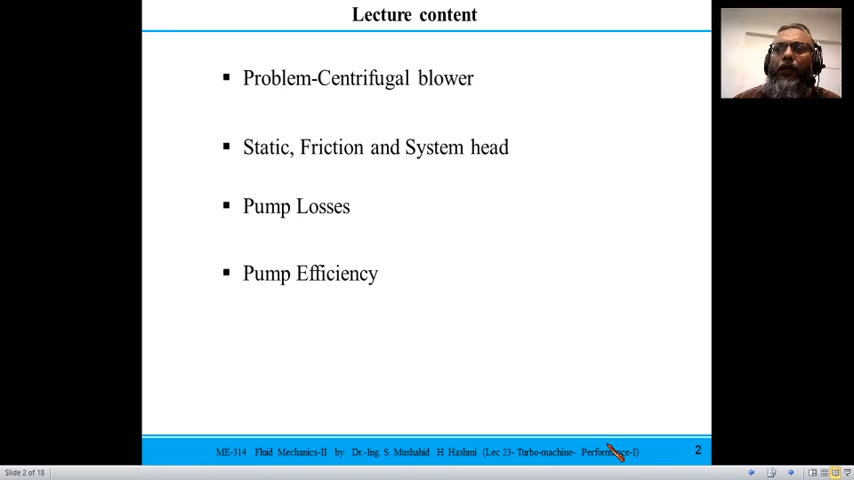 Lecture content
▪ Problem-Centrifugal blower
▪ Static, Friction and System head
▪ Pump Losses
▪ Pump Efficiency
ME-314 Fluid Mechanics-II by Dr.-Ing. S. Mushahid H Hashmi (Lec 23- Turbo-machine- Performance-I) 2
Slide 2 of 18